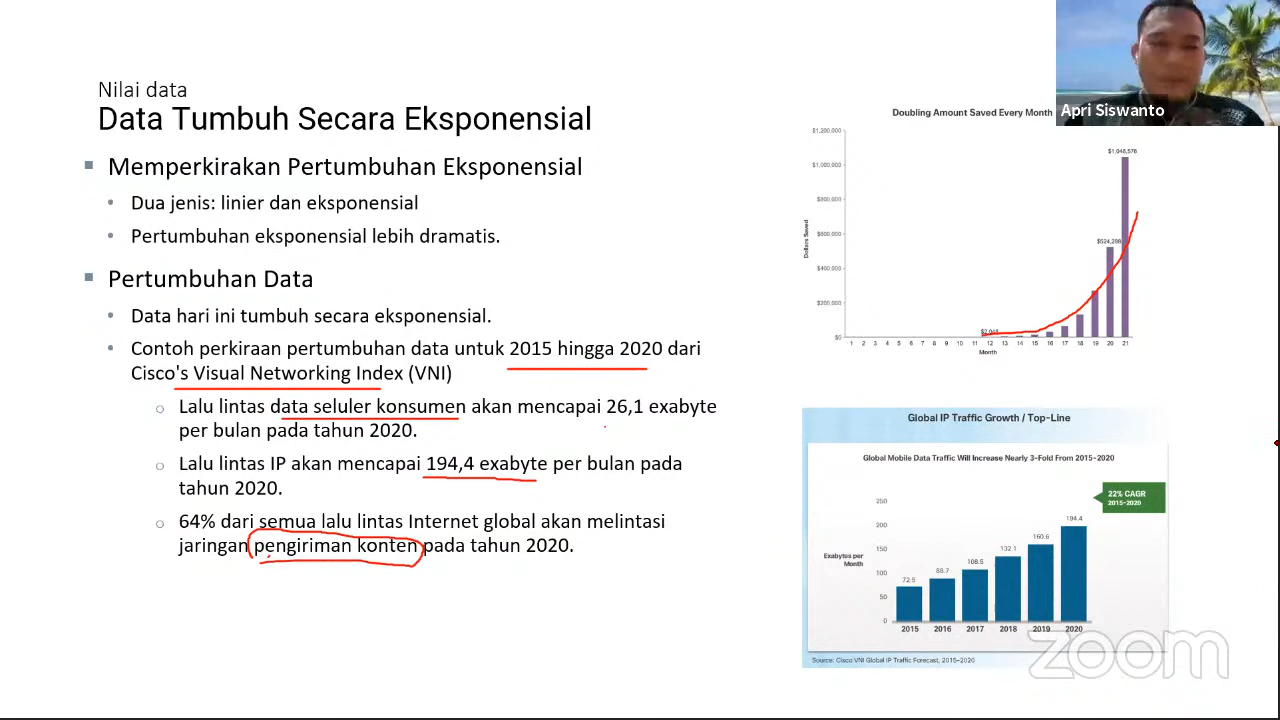 Nilai data
Data Tumbuh Secara Eksponensial
Memperkirakan Pertumbuhan Eksponensial
Dua jenis: linier dan eksponensial
Pertumbuhan eksponensial lebih dramatis.
Pertumbuhan Data
Data hari ini tumbuh secara eksponensial.
Contoh perkiraan pertumbuhan data untuk 2015 hingga 2020 dari
Cisco's Visual Networking Index (VNI)
Lalu lintas data seluler konsumen akan mencapai 26,1 exabyte
per bulan pada tahun 2020.
Lalu lintas IP akan mencapai 194,4 exabyte per bulan pada
tahun 2020.
64% dari semua lalu lintas Internet global akan melintasi
jaringan pengiriman konten pada tahun 2020.
Apri Siswanto
Doubling Amount Saved Every Month
$1,200,000
$1,000,000
$800,000
$600,000
$400,000
$200,000
$0
Dollars Saved
$2,048
$524,288
$1,048,576
1 2 3 4 5 6 7 8 9 10 11 12 13 14 15 16 17 18 19 20 21
Month
Global IP Traffic Growth / Top-Line
Global Mobile Data Traffic Will Increase Nearly 3-Fold From 2015-2020
22% CAGR
2015-2020
250
200
150
100
50
0
Exabytes per
Month
72.5 88.7 108.5 132.1 160.6 194.4
2015 2016 2017 2018 2019 2020
Source: Cisco VNI Global IP Traffic Forecast, 2015-2020
zoom